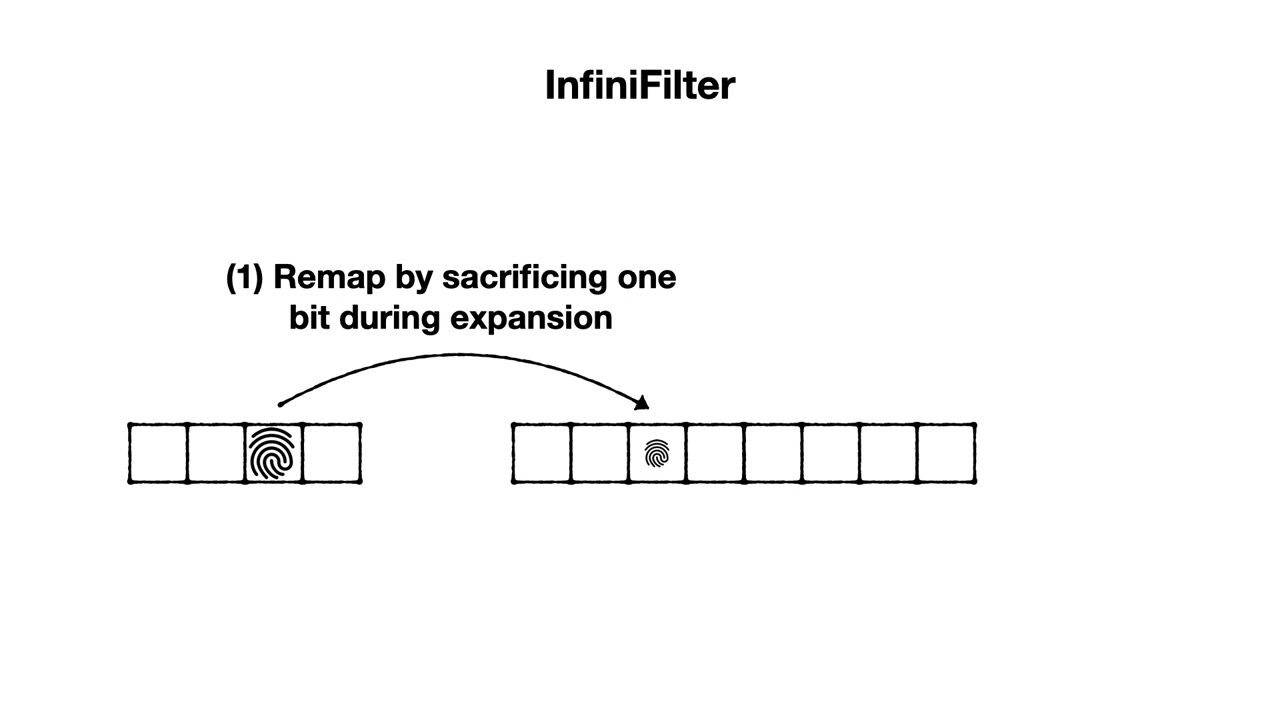 InfiniFilter
(1) Remap by sacrificing one
bit during expansion